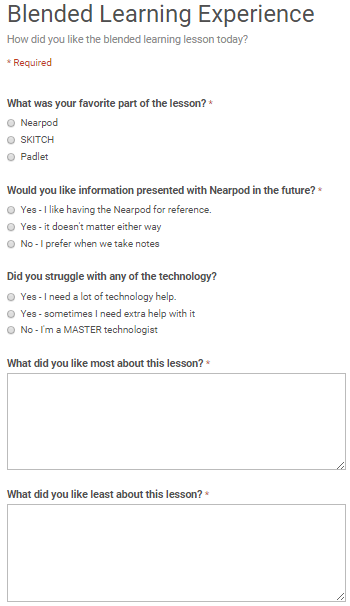 Blended Learning Experience
How did you like the blended learning lesson today?
* Required
What was your favorite part of the lesson? *
Nearpod
SKITCH
Padlet
Would you like information presented with Nearpod in the future? *
Yes - I like having the Nearpod for reference.
Yes - it doesn't matter either way
No - I prefer when we take notes
Did you struggle with any of the technology?
Yes - I need a lot of technology help.
Yes - sometimes I need extra help with it
No - I'm a MASTER technologist
What did you like most about this lesson? *
What did you like least about this lesson? *